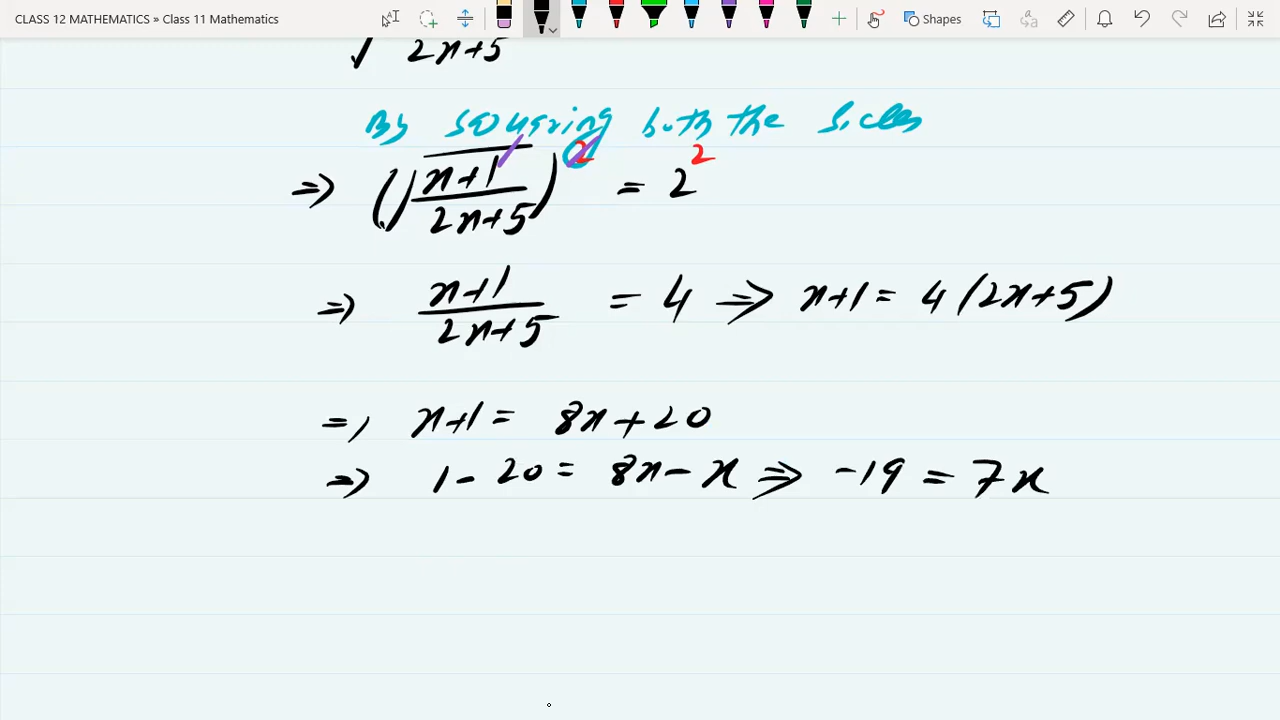 CLASS 12 MATHEMATICS » Class 11 Mathematics
Shapes
√ 2x+5
By squaring both the sides
=> (√(x+1)/(2x+5))² = 2²
=> (x+1)/(2x+5) = 4 => x+1 = 4(2x+5)
=> x+1 = 8x+20
=> 1-20 = 8x-x => -19 = 7x